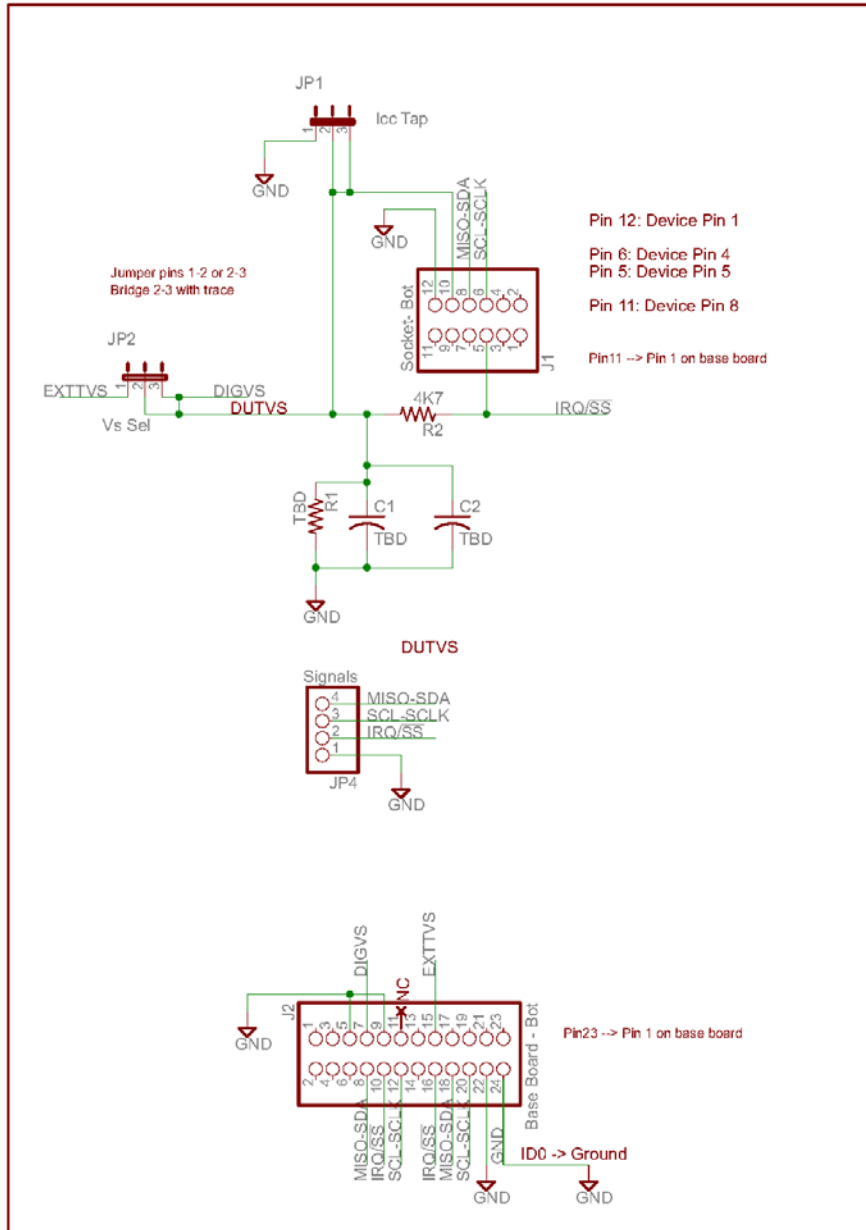 JP1
Icc Tap
1
2
3
GND
GND
MISO-SDA
SCL-SCLK
Pin 12: Device Pin 1
Pin 6: Device Pin 4
Pin 5: Device Pin 5
Pin 11: Device Pin 8
Pin11 --> Pin 1 on base board
Jumper pins 1-2 or 2-3
Bridge 2-3 with trace
Socket- Bot
12
10
8
6
4
2
11
9
7
5
3
1
J1
JP2
EXTTVS
1
2
3
DIGVS
DUTVS
Vs Sel
4K7
R2
IRQ/SS
TBD
R1
C1
TBD
C2
TBD
GND
DUTVS
Signals
4
MISO-SDA
3
SCL-SCLK
2
IRQ/SS
1
JP4
GND
DIGVS
EXTTVS
NC
GND
J2
1
3
5
7
9
11
13
15
17
19
21
23
2
4
6
8
10
12
14
16
18
20
22
24
Base Board - Bot
Pin23 --> Pin 1 on base board
MISO-SDA
IRQ/SS
SCL-SCLK
IRQ/SS
MISO-SDA
SCL-SCLK
GND
ID0 -> Ground
GND
GND